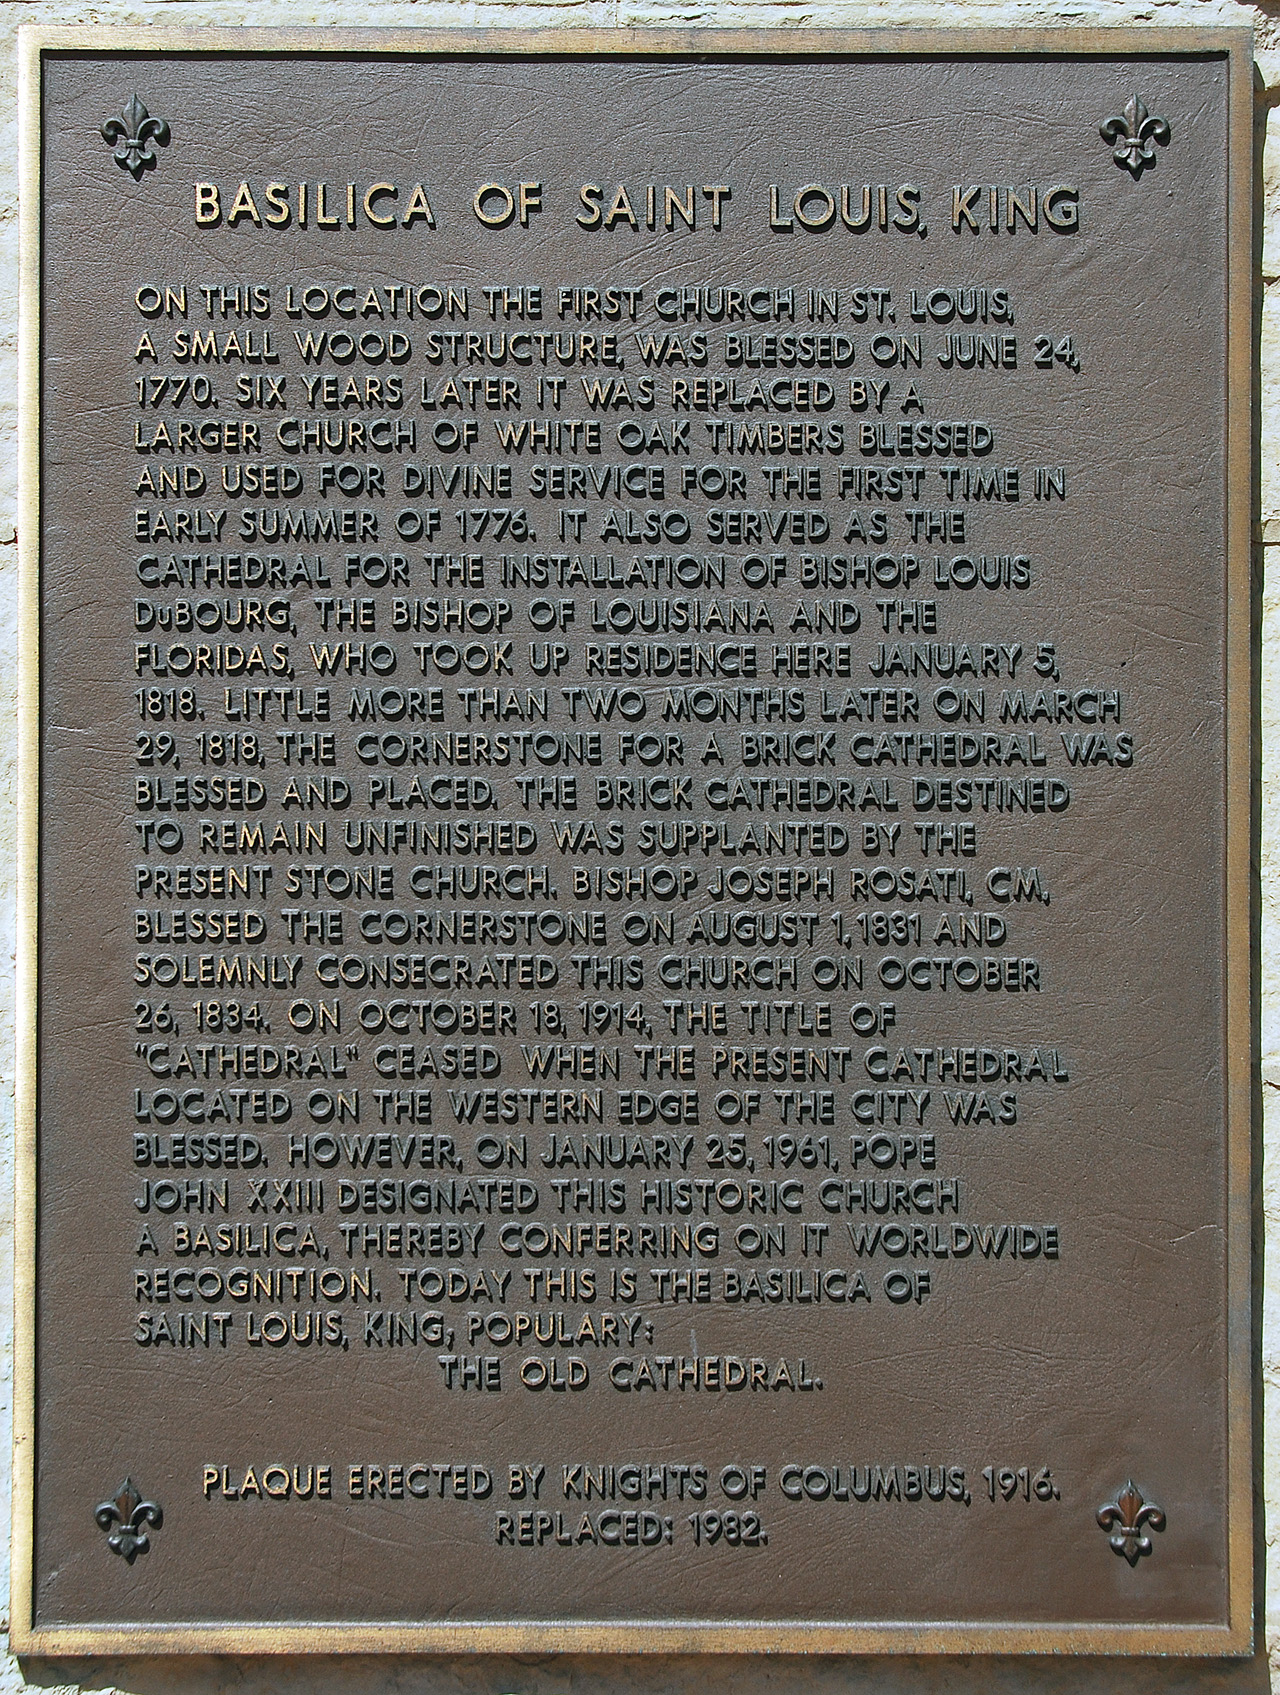 BASILICA OF SAINT LOUIS, KING
ON THIS LOCATION THE FIRST CHURCH IN ST. LOUIS,
A SMALL WOOD STRUCTURE, WAS BLESSED ON JUNE 24,
1770. SIX YEARS LATER IT WAS REPLACED BY A
LARGER CHURCH OF WHITE OAK TIMBERS BLESSED
AND USED FOR DIVINE SERVICE FOR THE FIRST TIME IN
EARLY SUMMER OF 1776. IT ALSO SERVED AS THE
CATHEDRAL FOR THE INSTALLATION OF BISHOP LOUIS
DuBOURG, THE BISHOP OF LOUISIANA AND THE
FLORIDAS, WHO TOOK UP RESIDENCE HERE JANUARY 5,
1818. LITTLE MORE THAN TWO MONTHS LATER ON MARCH
29, 1818, THE CORNERSTONE FOR A BRICK CATHEDRAL WAS
BLESSED AND PLACED. THE BRICK CATHEDRAL DESTINED
TO REMAIN UNFINISHED WAS SUPPLANTED BY THE
PRESENT STONE CHURCH. BISHOP JOSEPH ROSATI, CM,
BLESSED THE CORNERSTONE ON AUGUST 1, 1831 AND
SOLEMNLY CONSECRATED THIS CHURCH ON OCTOBER
26, 1834. ON OCTOBER 18, 1914, THE TITLE OF
"CATHEDRAL" CEASED WHEN THE PRESENT CATHEDRAL
LOCATED ON THE WESTERN EDGE OF THE CITY WAS
BLESSED. HOWEVER, ON JANUARY 25, 1961, POPE
JOHN XXIII DESIGNATED THIS HISTORIC CHURCH
A BASILICA, THEREBY CONFERRING ON IT WORLDWIDE
RECOGNITION. TODAY THIS IS THE BASILICA OF
SAINT LOUIS, KING; POPULARY:
THE OLD CATHEDRAL.
PLAQUE ERECTED BY KNIGHTS OF COLUMBUS, 1916.
REPLACED: 1982.